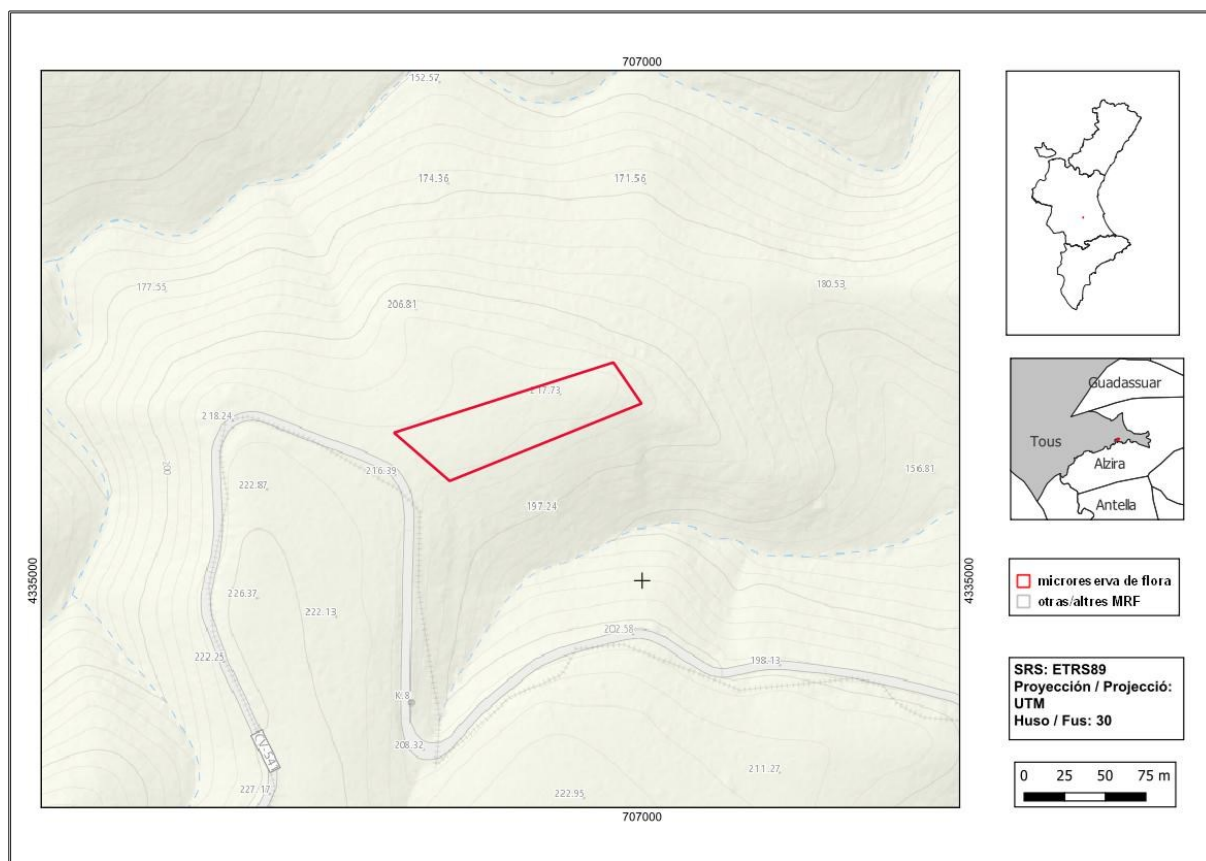 707000
152.57
174.36
171.56
177.55
206.81
180.53
217.73
218.24
216.39
200
222.87
156.81
197.24
4335000
4335000
226.37
222.13
202.58
222.25
198.13
K.8
208.32
CV-541
211.27
227.17
222.95
707000
Guadassuar
Tous
Alzira
Antella
microreserva de flora
otras/altres MRF
SRS: ETRS89
Proyección / Projecció:
UTM
Huso / Fus: 30
0 25 50 75 m